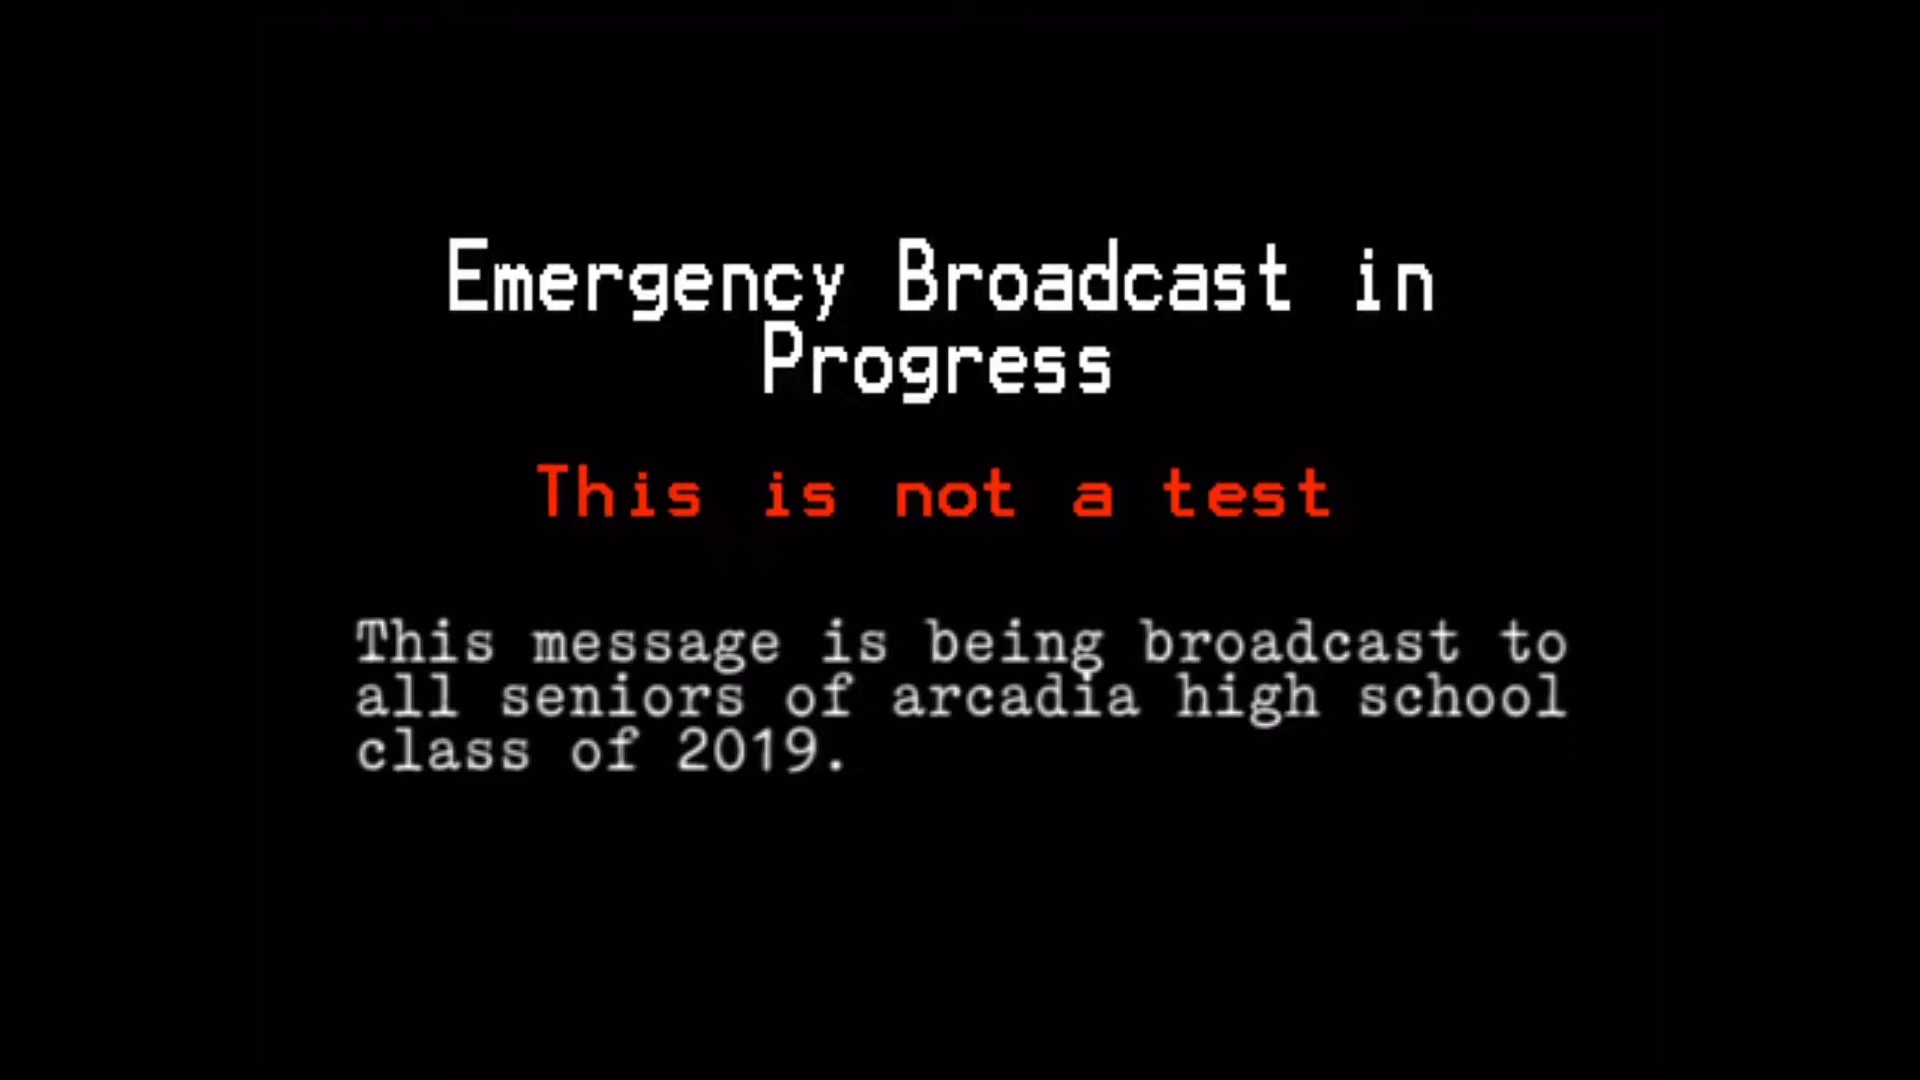 Emergency Broadcast in
Progress
This is not a test
This message is being broadcast to
all seniors of arcadia high school
class of 2019.